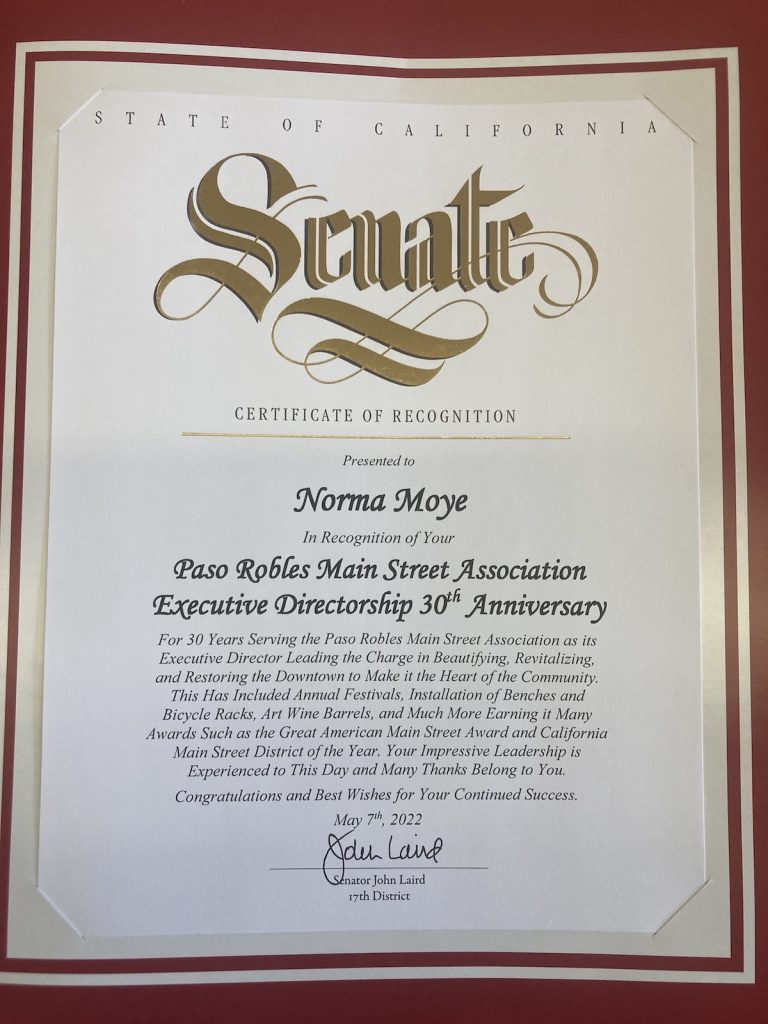 STATE OF CALIFORNIA
Senate
CERTIFICATE OF RECOGNITION
Presented to
Norma Moye
In Recognition of Your
Paso Robles Main Street Association
Executive Directorship 30th Anniversary
For 30 Years Serving the Paso Robles Main Street Association as its
Executive Director Leading the Charge in Beautifying, Revitalizing,
and Restoring the Downtown to Make it the Heart of the Community.
This Has Included Annual Festivals, Installation of Benches and
Bicycle Racks, Art Wine Barrels, and Much More Earning it Many
Awards Such as the Great American Main Street Award and California
Main Street District of the Year. Your Impressive Leadership is
Experienced to This Day and Many Thanks Belong to You.
Congratulations and Best Wishes for Your Continued Success.
May 7th, 2022
John Laird
Senator John Laird
17th District